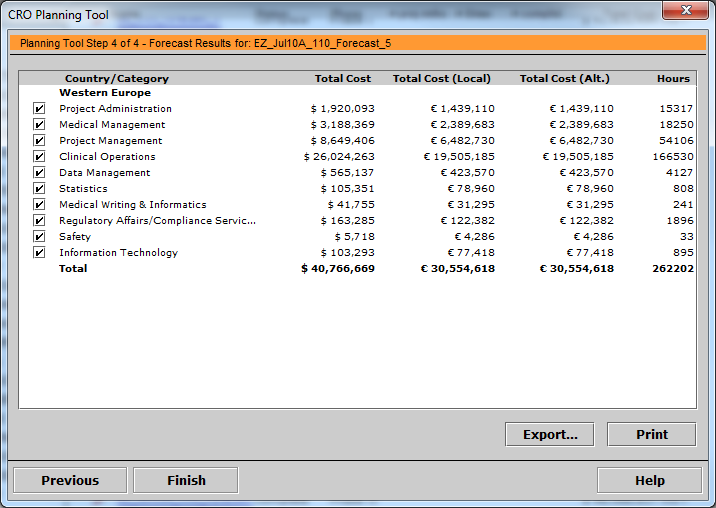 CRO Planning Tool
Planning Tool Step 4 of 4 - Forecast Results for: EZ_Jul10A_110_Forecast_5
Country/Category Total Cost Total Cost (Local) Total Cost (Alt.) Hours
Western Europe
Project Administration $ 1,920,093 € 1,439,110 € 1,439,110 15317
Medical Management $ 3,188,369 € 2,389,683 € 2,389,683 18250
Project Management $ 8,649,406 € 6,482,730 € 6,482,730 54106
Clinical Operations $ 26,024,263 € 19,505,185 € 19,505,185 166530
Data Management $ 565,137 € 423,570 € 423,570 4127
Statistics $ 105,351 € 78,960 € 78,960 808
Medical Writing & Informatics $ 41,755 € 31,295 € 31,295 241
Regulatory Affairs/Compliance Servic... $ 163,285 € 122,382 € 122,382 1896
Safety $ 5,718 € 4,286 € 4,286 33
Information Technology $ 103,293 € 77,418 € 77,418 895
Total $ 40,766,669 € 30,554,618 € 30,554,618 262202
Export... Print
Previous Finish Help